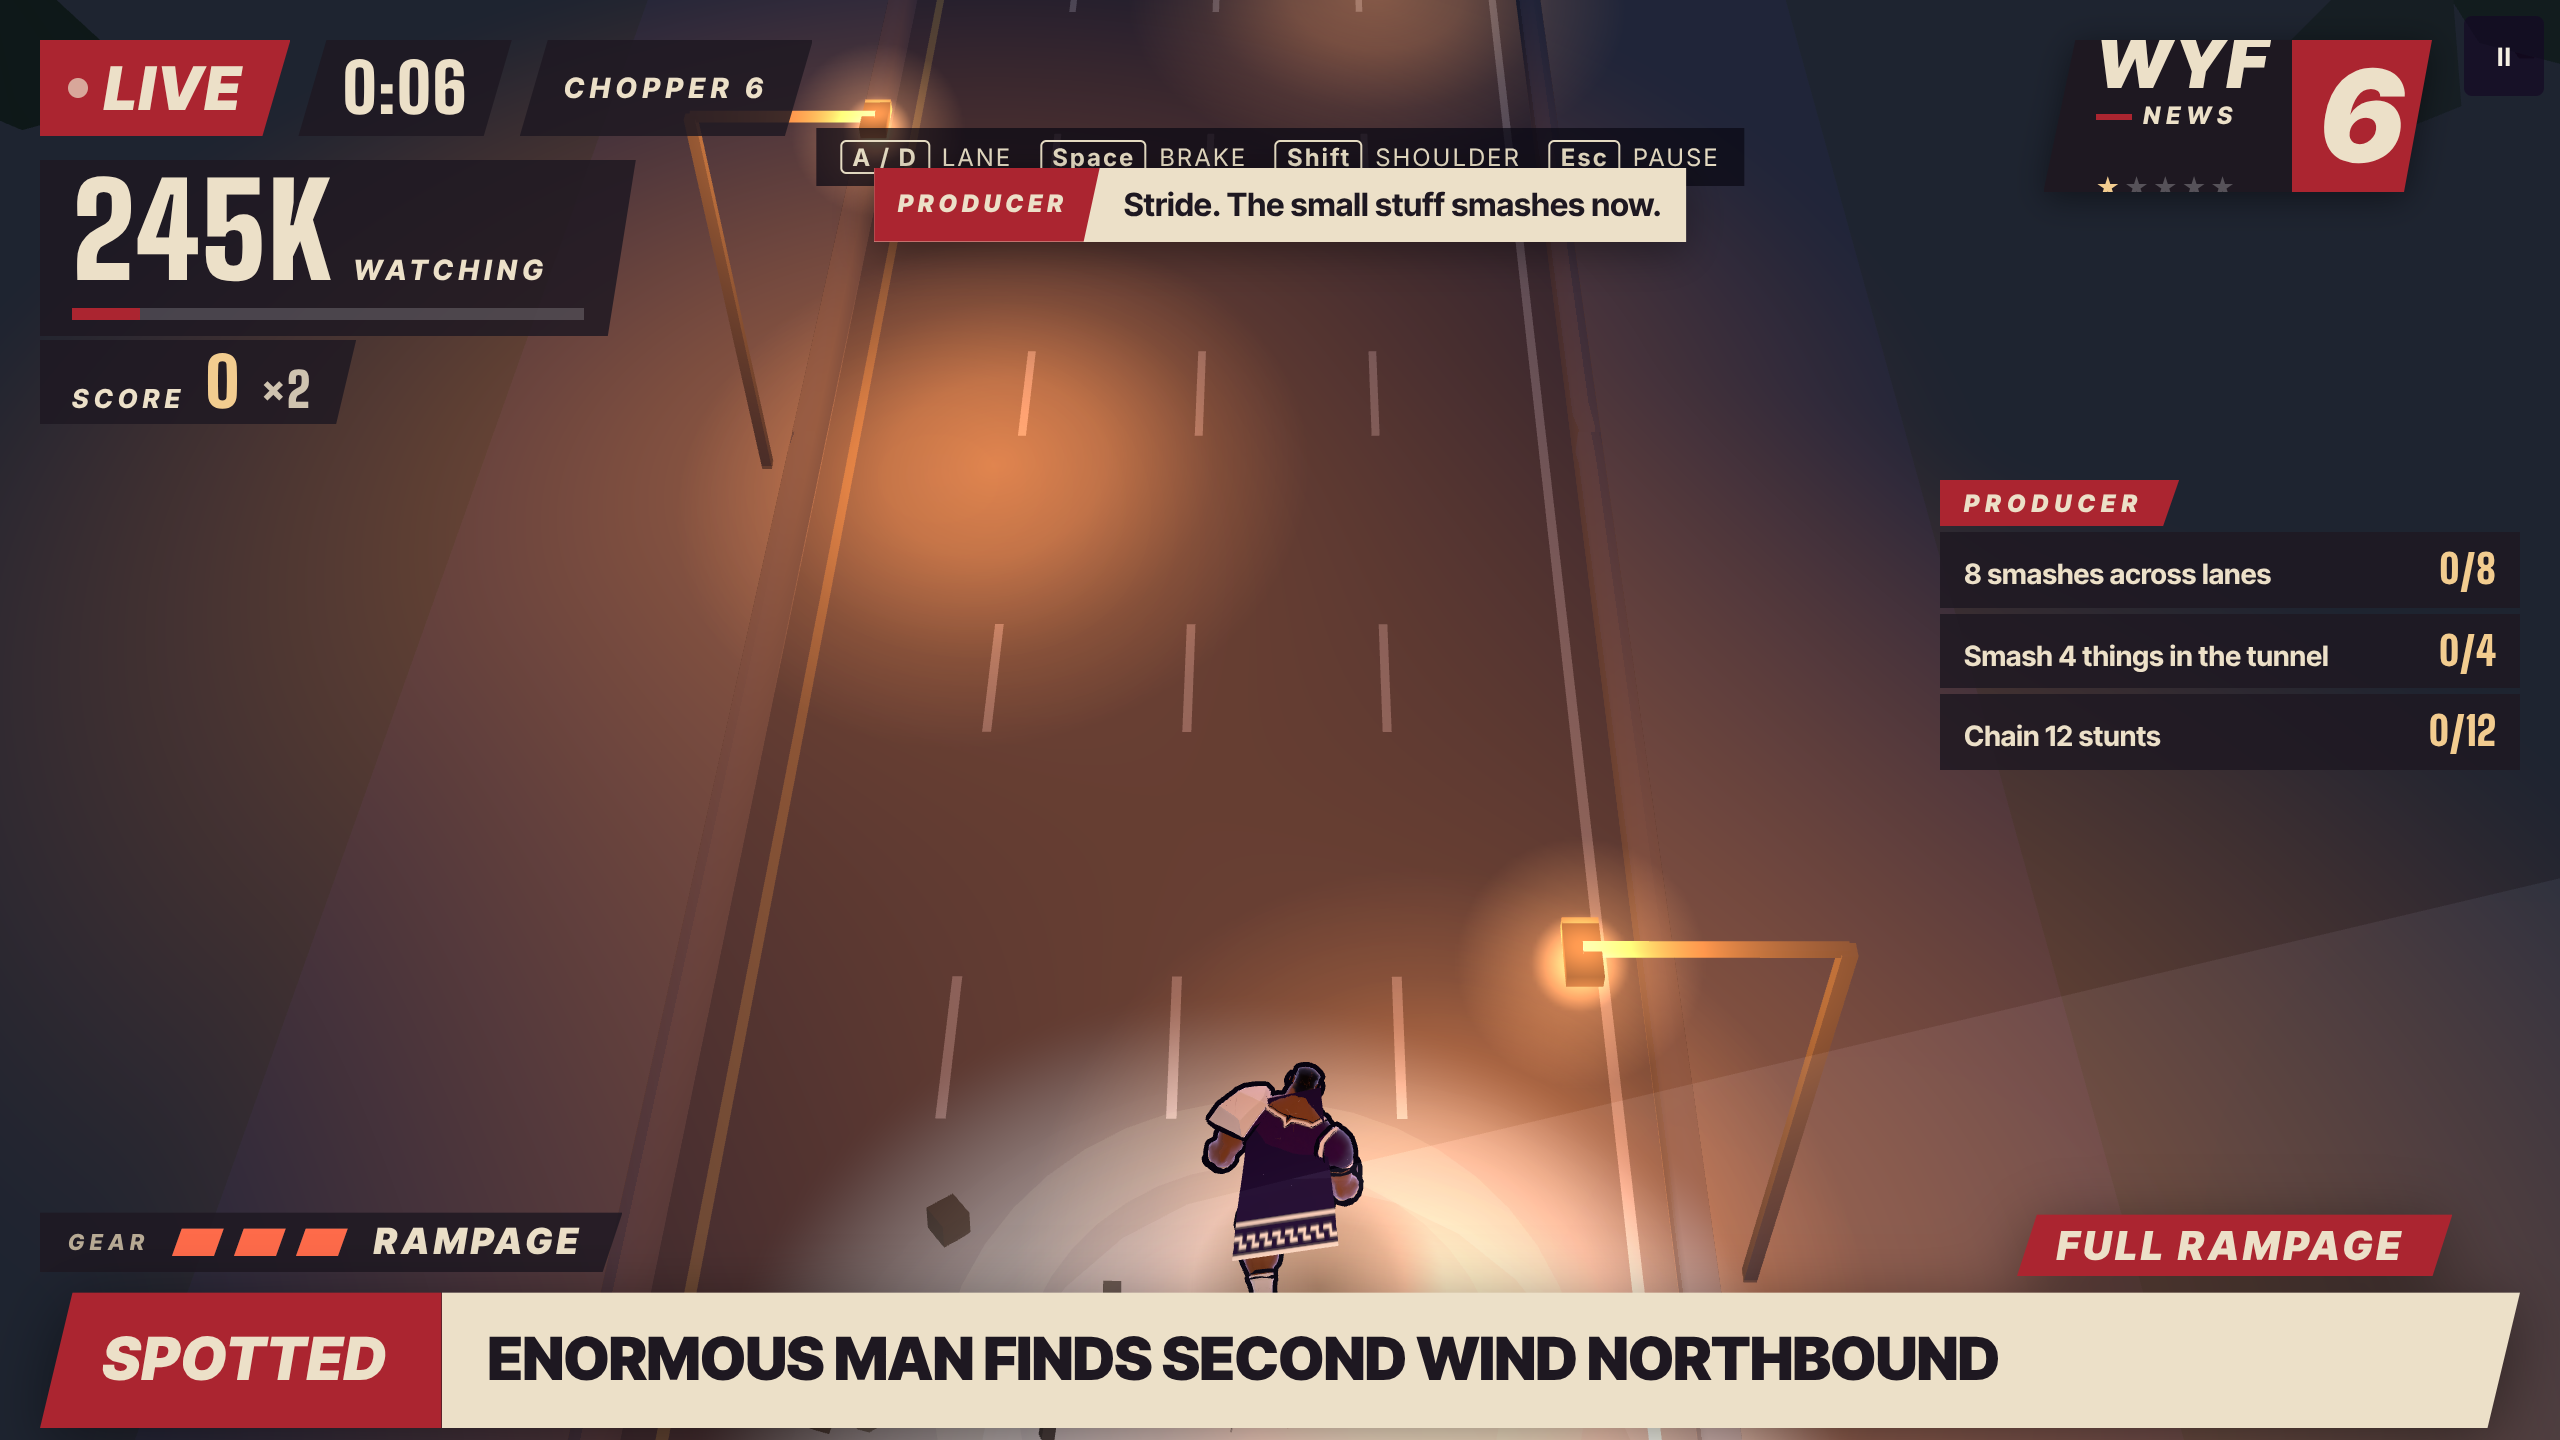 LIVE
0:06
CHOPPER 6
245K WATCHING
SCORE 0 ×2
A / D LANE Space BRAKE Shift SHOULDER Esc PAUSE
PRODUCER Stride. The small stuff smashes now.
WYF
NEWS
6
PRODUCER
8 smashes across lanes 0/8
Smash 4 things in the tunnel 0/4
Chain 12 stunts 0/12
GEAR RAMPAGE
FULL RAMPAGE
SPOTTED
ENORMOUS MAN FINDS SECOND WIND NORTHBOUND